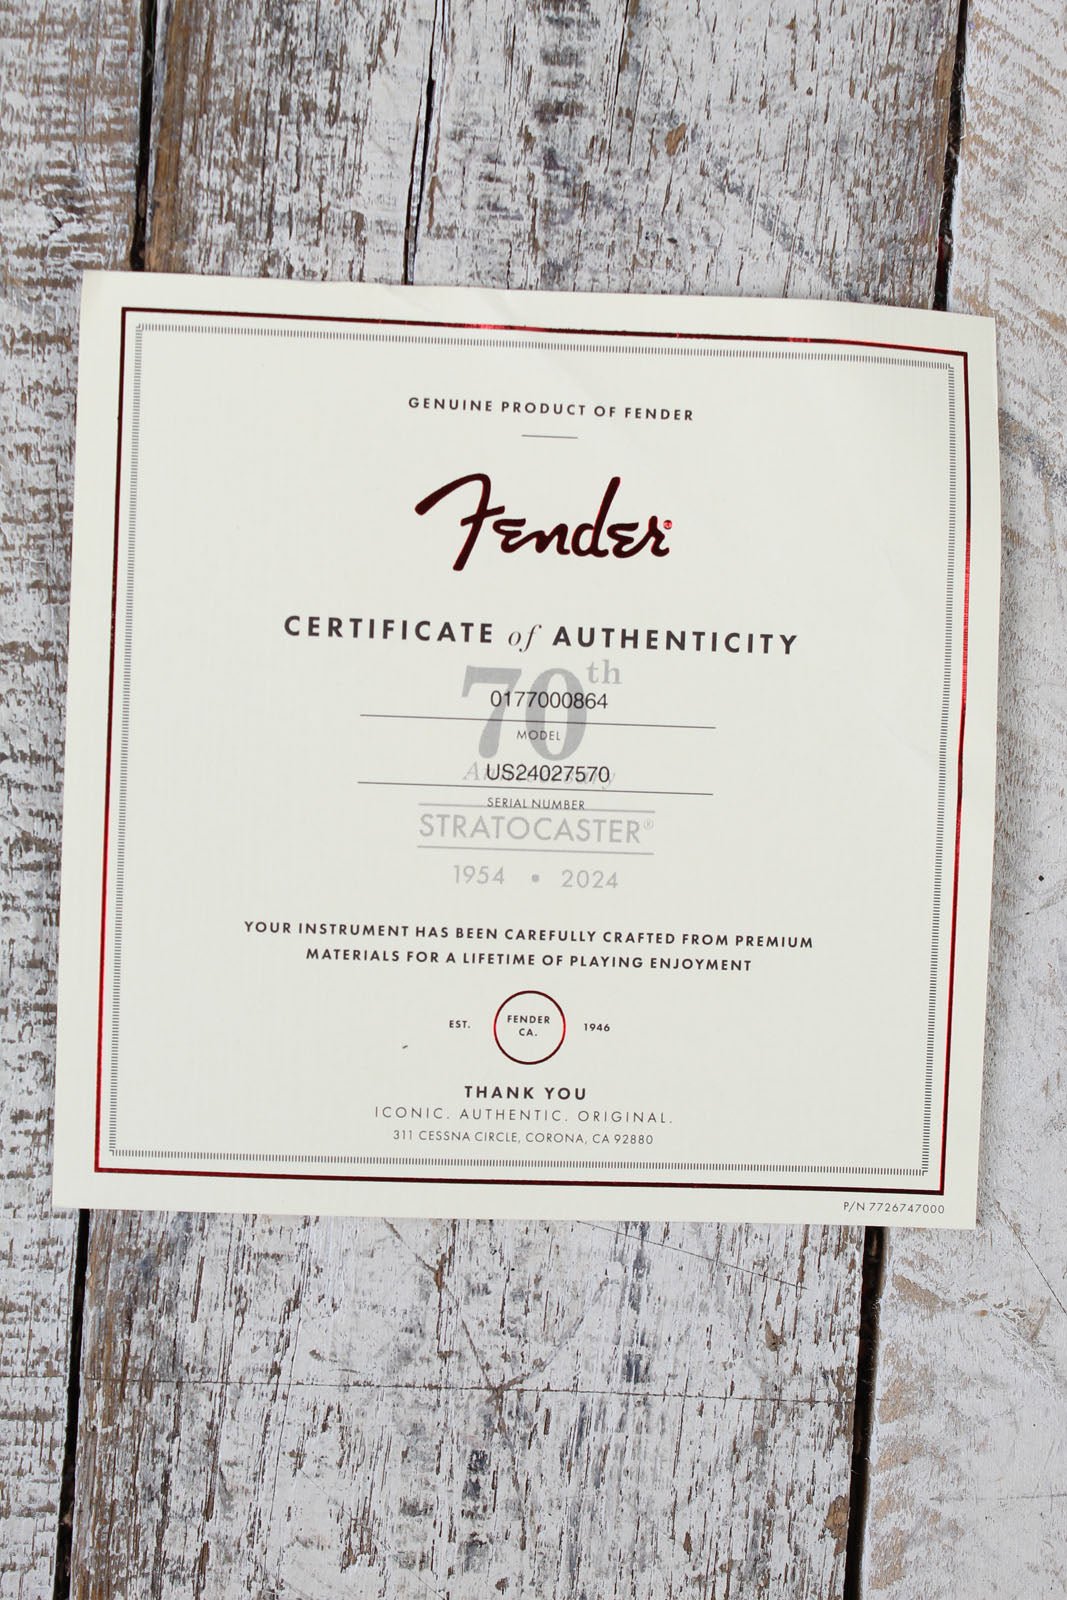 GENUINE PRODUCT OF FENDER
Fender®
CERTIFICATE of AUTHENTICITY
70th
0177000864
MODEL
Anniversary
US24027570
SERIAL NUMBER
STRATOCASTER®
1954 • 2024
YOUR INSTRUMENT HAS BEEN CAREFULLY CRAFTED FROM PREMIUM
MATERIALS FOR A LIFETIME OF PLAYING ENJOYMENT
EST. FENDER CA. 1946
THANK YOU
ICONIC. AUTHENTIC. ORIGINAL.
311 CESSNA CIRCLE, CORONA, CA 92880
P/N 7726747000